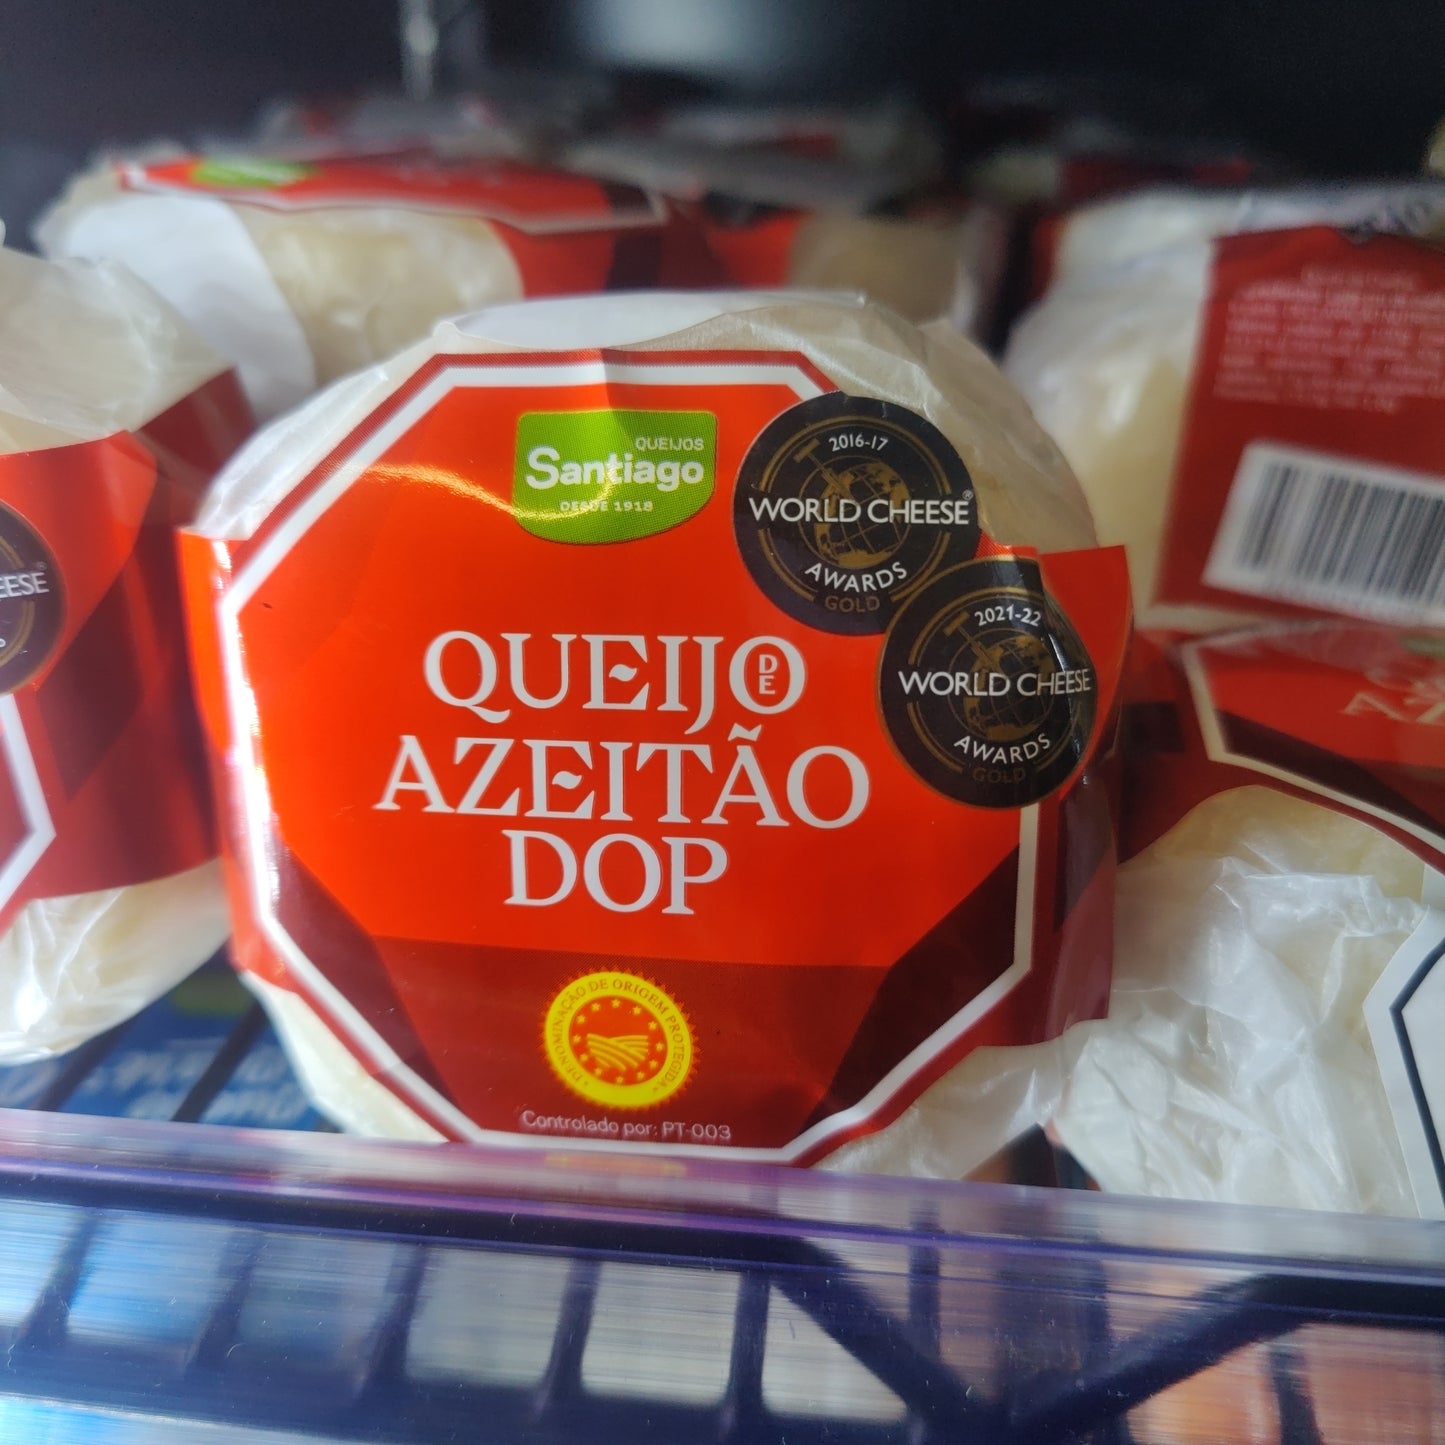 QUEIJOS
Santiago
DESDE 1918
2016-17
WORLD CHEESE®
AWARDS
GOLD
2021-22
WORLD CHEESE
AWARDS
GOLD
QUEIJO DE
AZEITÃO
DOP
DENOMINAÇÃO DE ORIGEM PROTEGIDA
Controlado por: PT-003
EESE